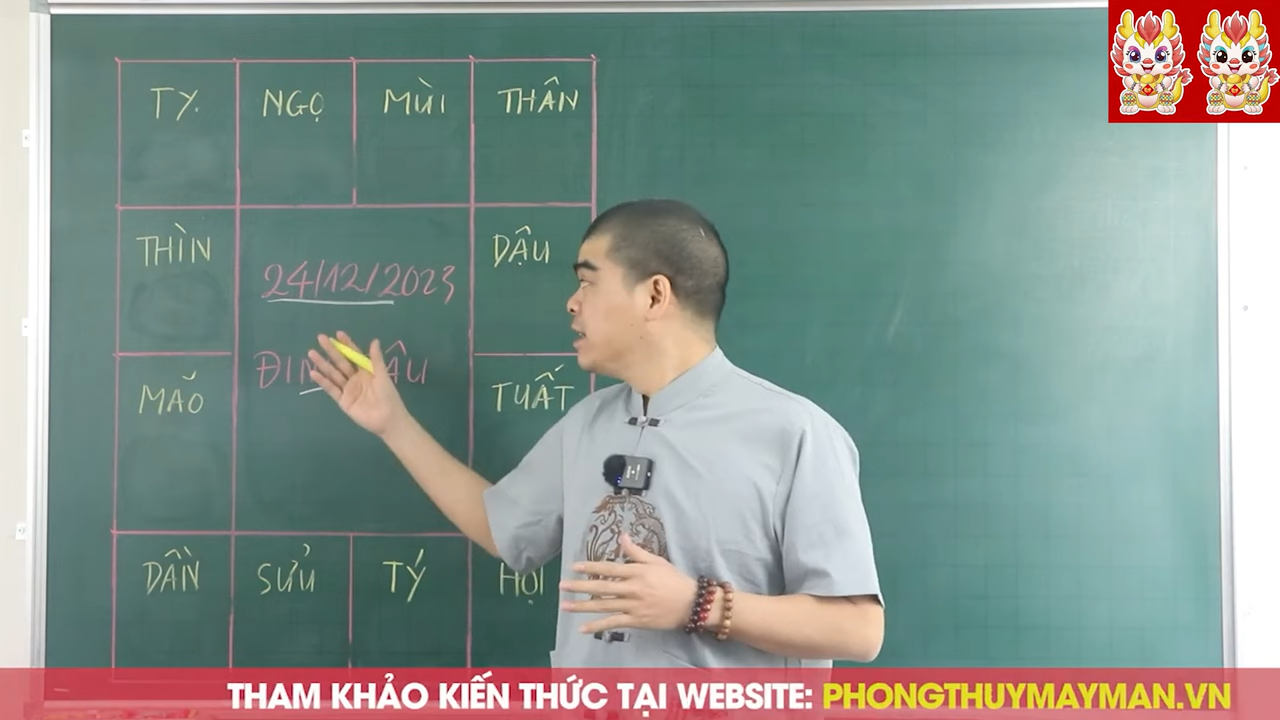 TY. NGỌ MÙI THÂN
THÌN DẬU
24/12/2023
MÃO TUẤT
DẦN SỬU TÝ HỢI
THAM KHẢO KIẾN THỨC TẠI WEBSITE: PHONGTHUYMAYMAN.VN